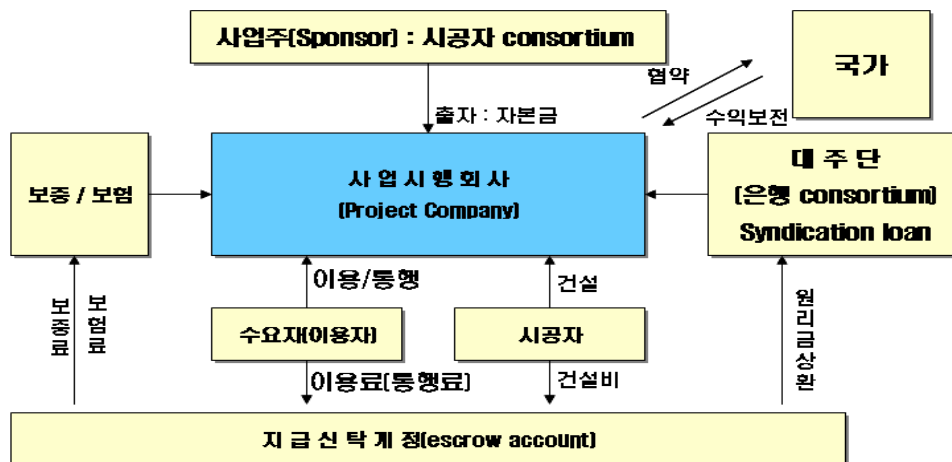 사업주(Sponsor) : 시공자 consortium
국가
협약
수익보전
출자 : 자본금
보증 / 보험
사 업 시 행 회 사
(Project Company)
대 주 단
(은행 consortium)
Syndication loan
이용/통행
건설
보증료
보험료
수요자(이용자)
시공자
원리금상환
이용료(통행료)
건설비
지 급 신 탁 계 정(escrow account)